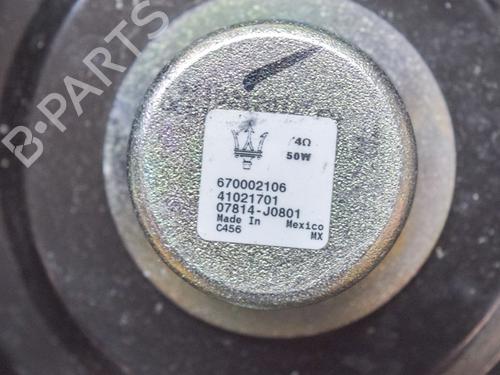 B-PARTS
4Ω
50W
670002106
41021701
07814-J0801
Made In Mexico
C456 MX